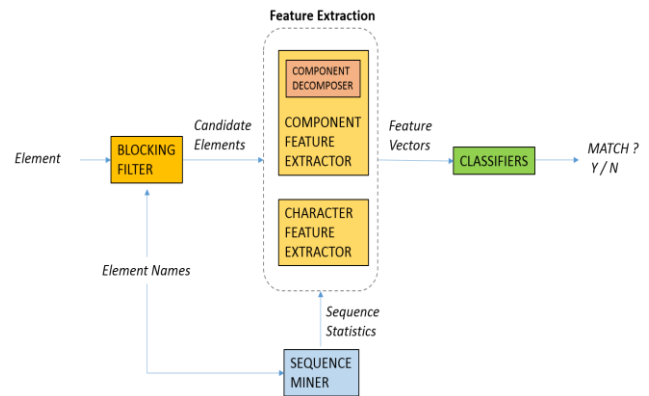 Feature Extraction
COMPONENT
DECOMPOSER
COMPONENT
FEATURE
EXTRACTOR
Candidate
Elements
Feature
Vectors
Element
BLOCKING
FILTER
CLASSIFIERS
MATCH ?
Y / N
CHARACTER
FEATURE
EXTRACTOR
Element Names
Sequence
Statistics
SEQUENCE
MINER